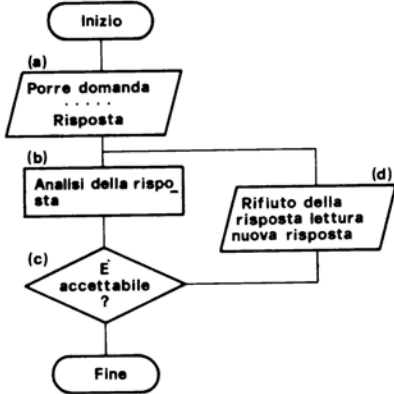 Inizio
(a)
Porre domanda
.....
Risposta
(b)
Analisi della rispo_
sta
(d)
Rifiuto della
risposta lettura
nuova risposta
(c)
E`
accettabile
?
Fine